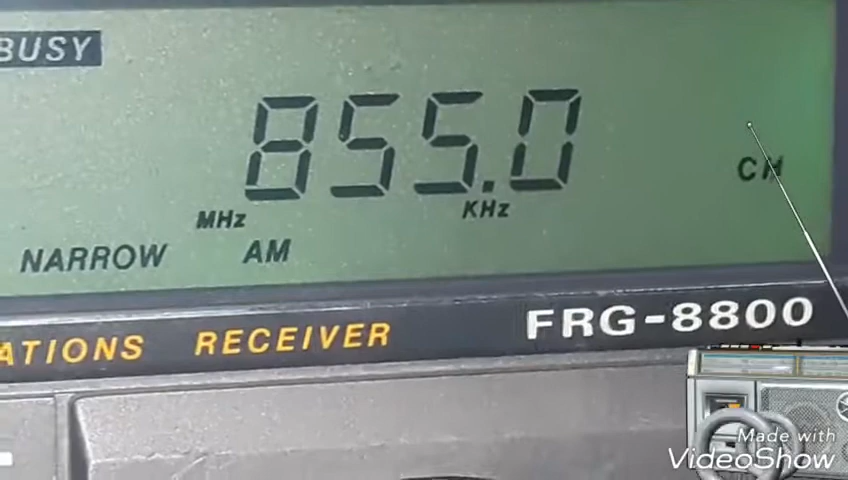 BUSY
855.0
CH
MHz
KHz
NARROW
AM
ATIONS RECEIVER
FRG-8800
Made with
VideoShow